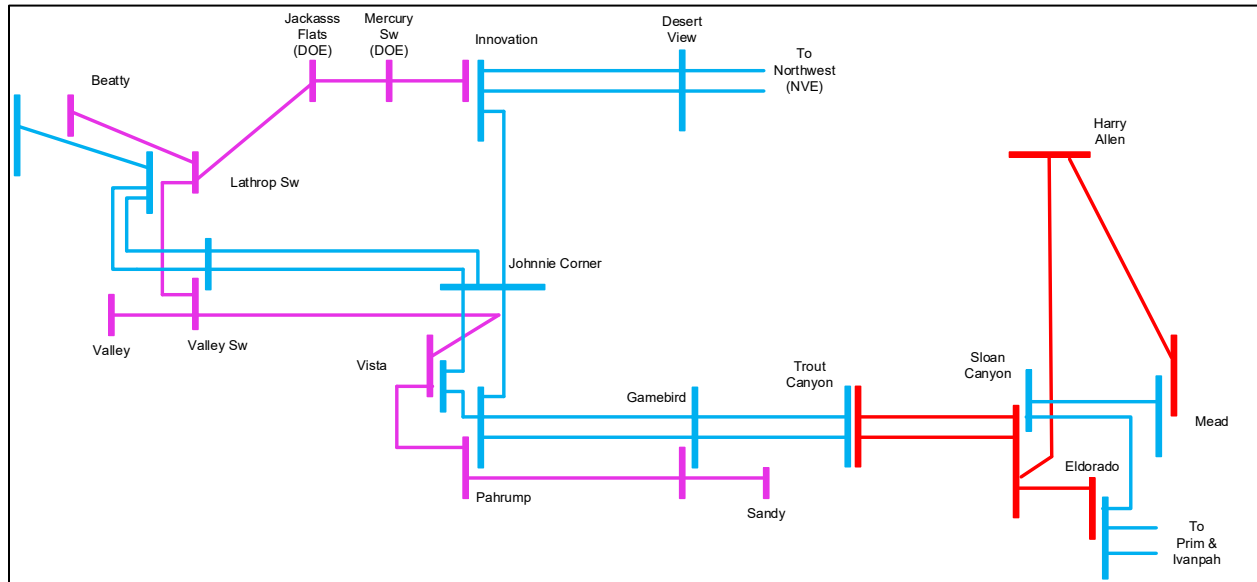 Jackasss
Flats
(DOE)
Mercury
Sw
(DOE)
Innovation
Desert
View
To
Northwest
(NVE)
Beatty
Harry
Allen
Lathrop Sw
Johnnie Corner
Valley
Valley Sw
Vista
Trout
Canyon
Sloan
Canyon
Gamebird
Mead
Eldorado
Pahrump
Sandy
To
Prim &
Ivanpah